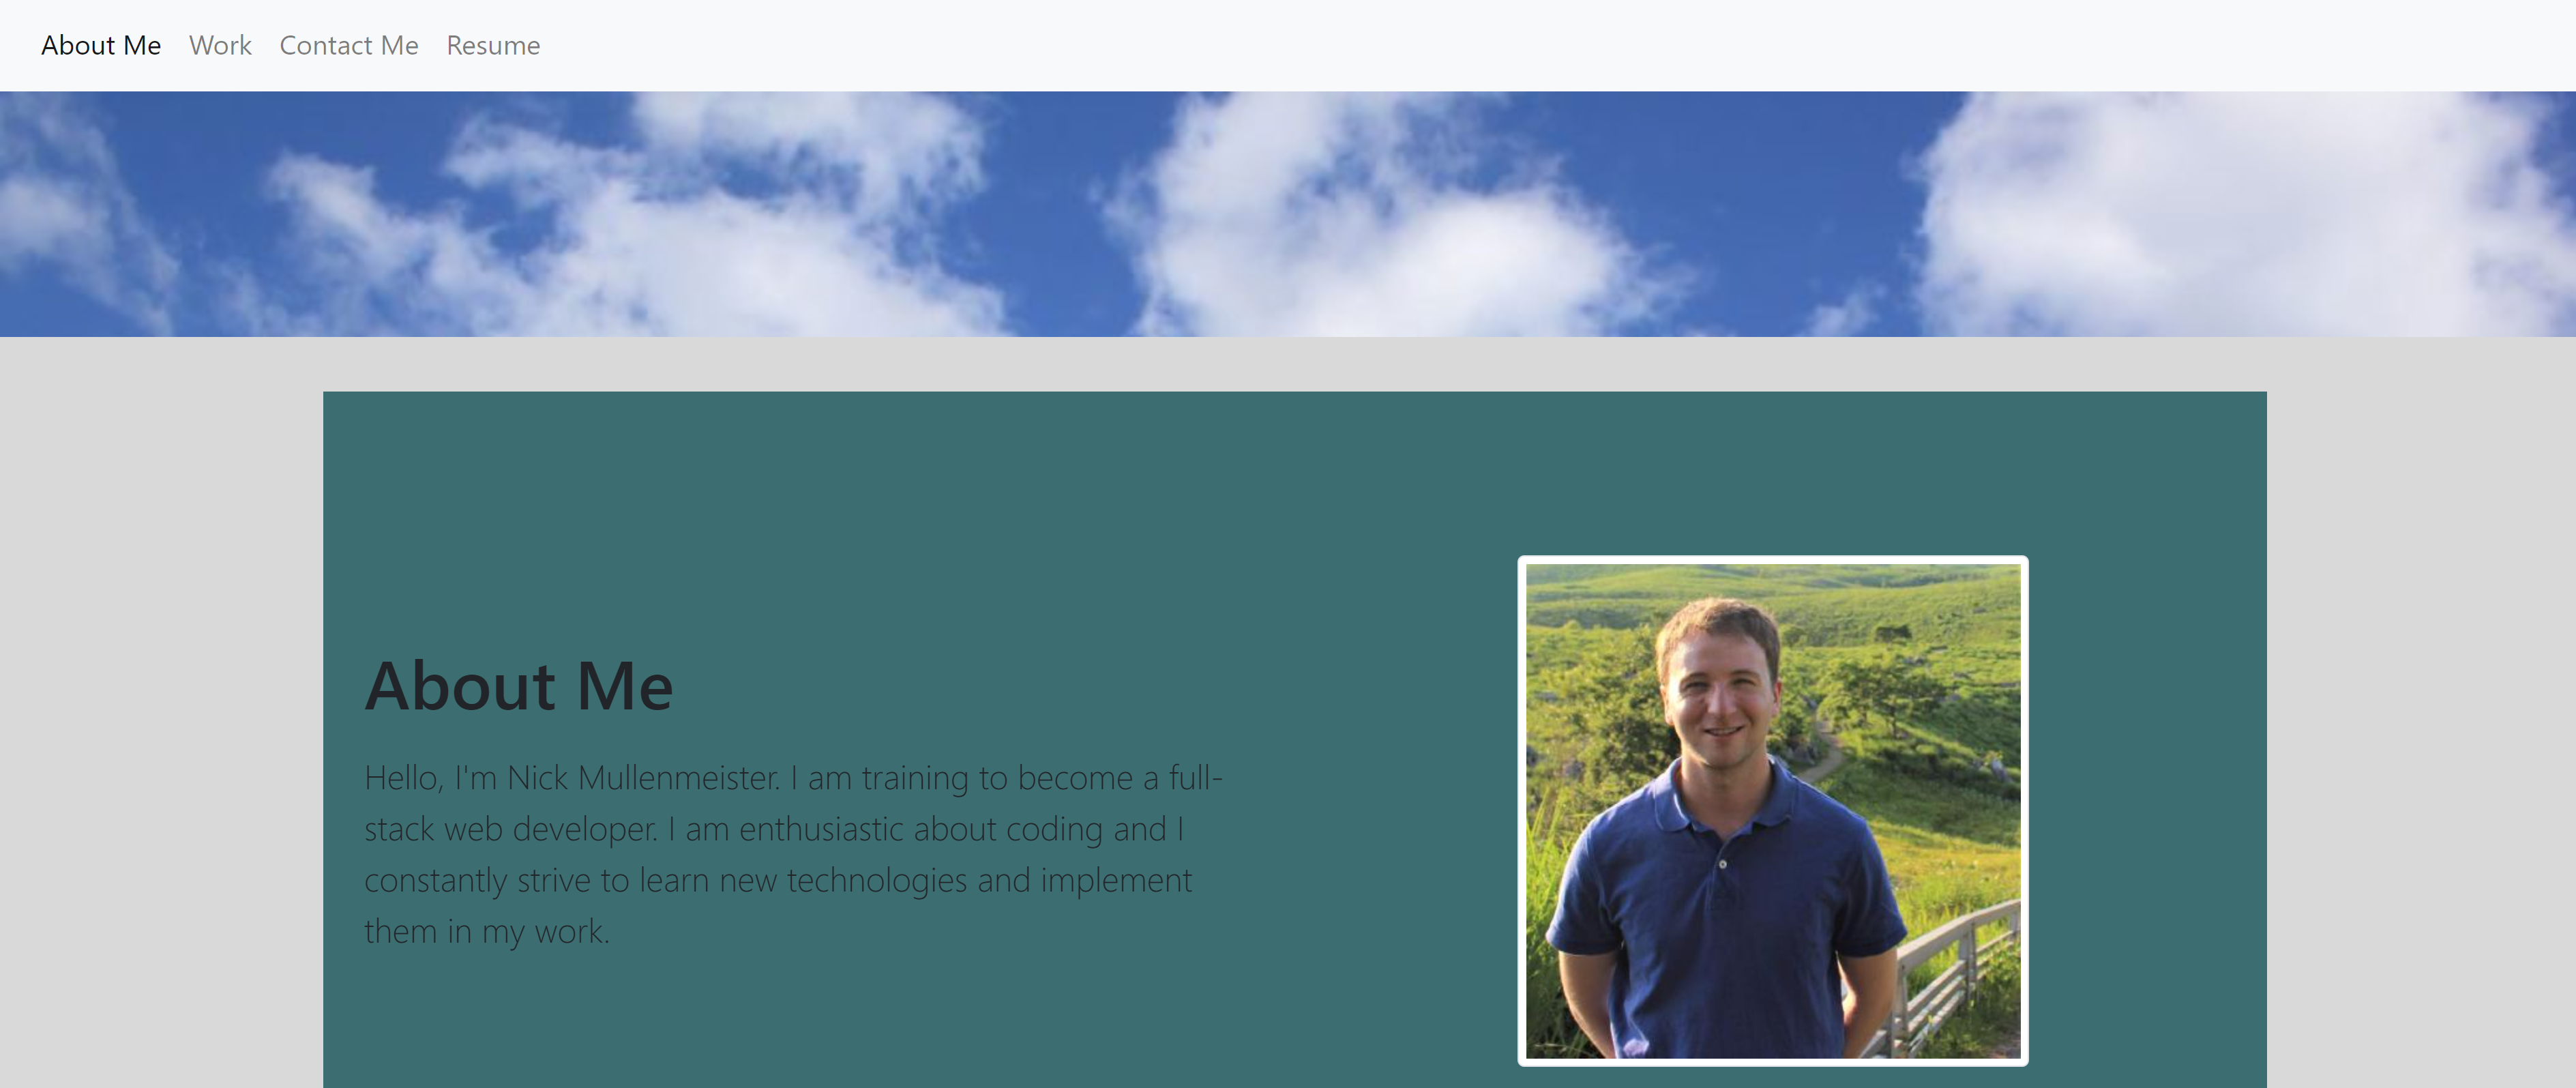 About Me Work Contact Me Resume
About Me
Hello, I'm Nick Mullenmeister. I am training to become a full-
stack web developer. I am enthusiastic about coding and I
constantly strive to learn new technologies and implement
them in my work.